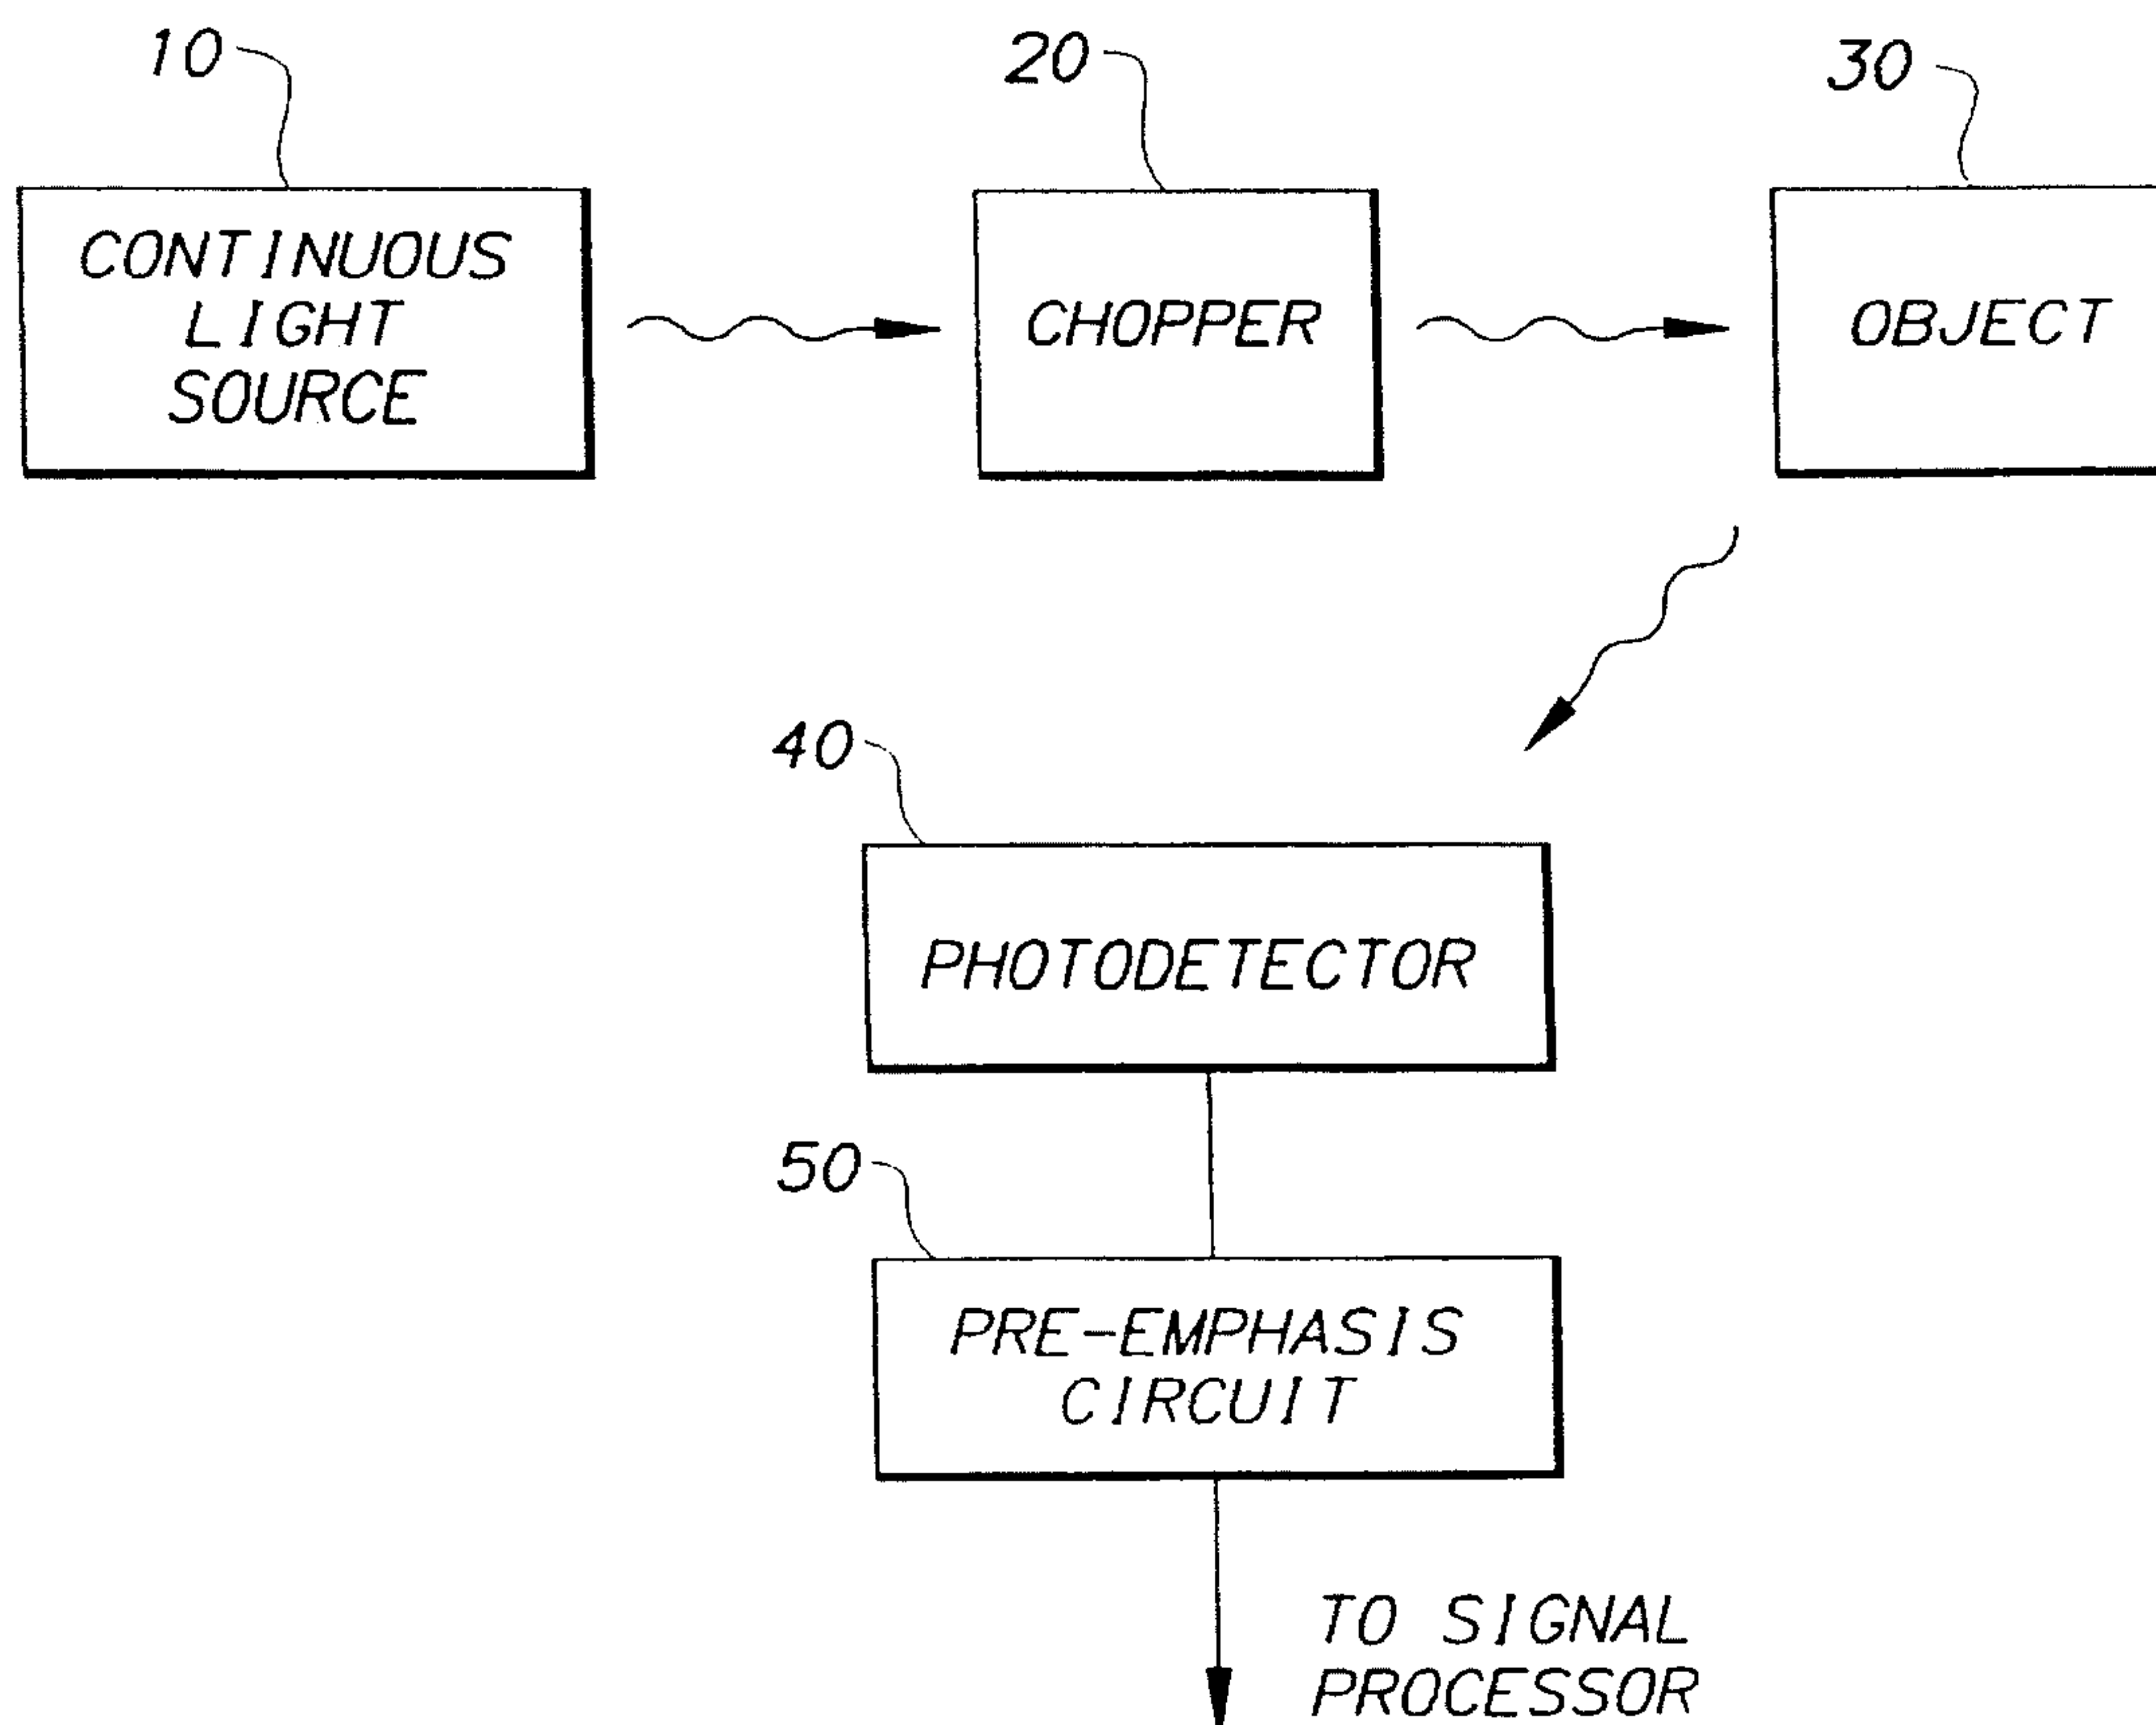 10
20
30
CONTINUOUS
LIGHT
SOURCE
CHOPPER
OBJECT
40
PHOTODETECTOR
50
PRE-EMPHASIS
CIRCUIT
TO SIGNAL
PROCESSOR